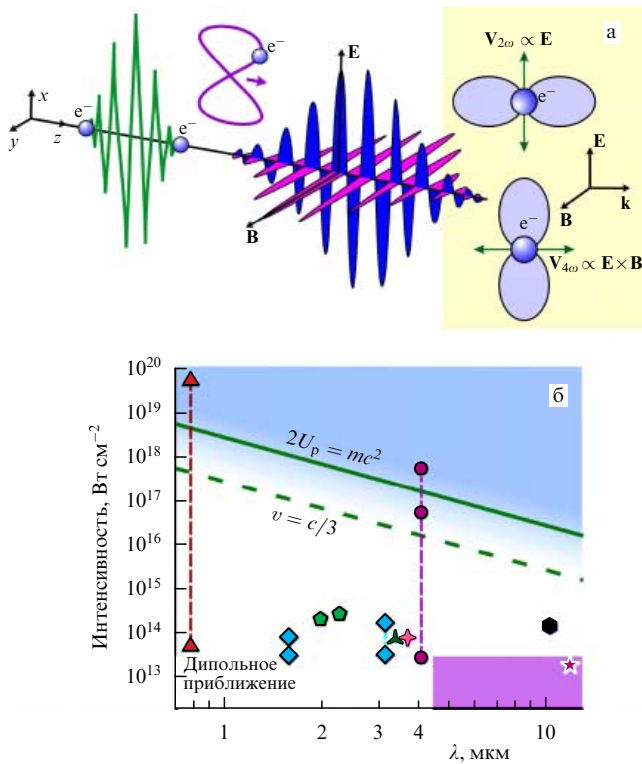 а
x
y
z
e⁻
e⁻
e⁻
E
B
V₂ω ∝ E
e⁻
E
B
k
e⁻
V₄ω ∝ E × B
б
Интенсивность, Вт см⁻²
10²⁰
10¹⁹
10¹⁸
10¹⁷
10¹⁶
10¹⁵
10¹⁴
10¹³
2Uₚ = mc²
v = c/3
Дипольное
приближение
1
2
3
4
10
λ, мкм